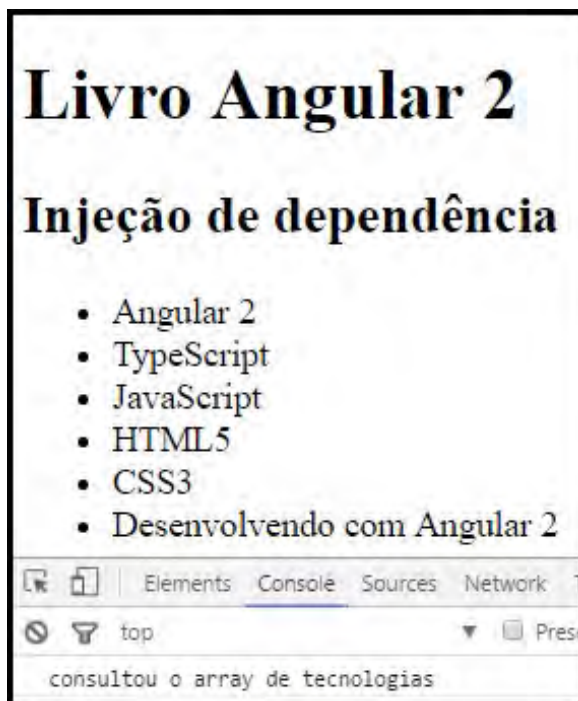 Livro Angular 2
Injeção de dependência
• Angular 2
• TypeScript
• JavaScript
• HTML5
• CSS3
• Desenvolvendo com Angular 2
Elements Console Sources Network
top
consultou o array de tecnologias